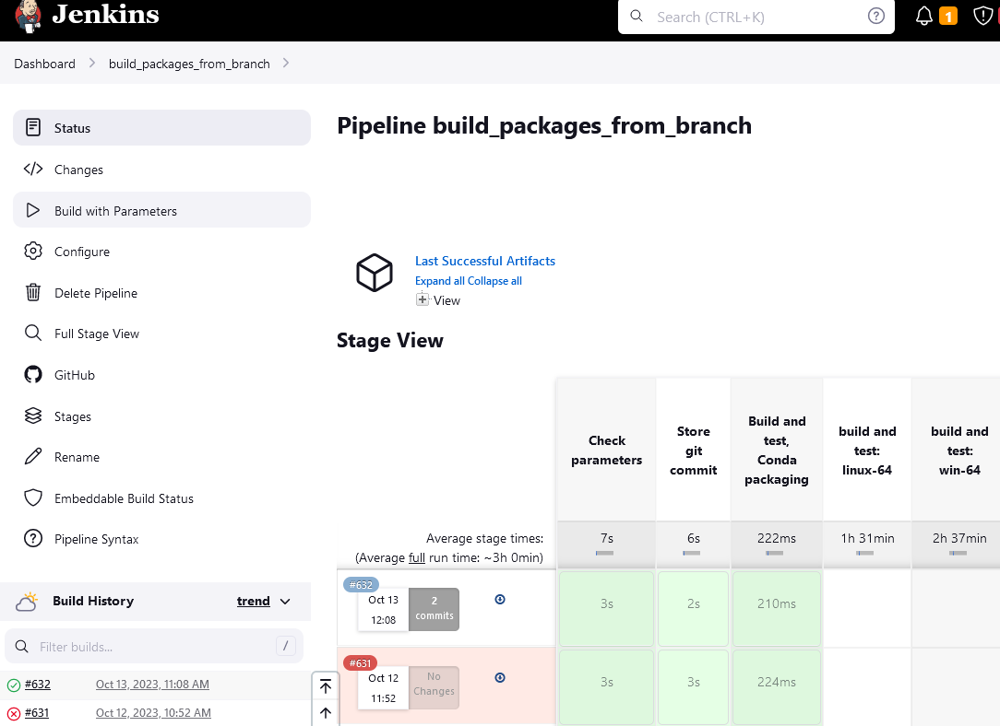 Jenkins
Search (CTRL+K)
1
Dashboard
build_packages_from_branch
Status
Changes
Build with Parameters
Configure
Delete Pipeline
Full Stage View
GitHub
Stages
Rename
Embeddable Build Status
Pipeline Syntax
Build History
trend
Filter builds...
/
#632
Oct 13, 2023, 11:08 AM
#631
Oct 12, 2023, 10:52 AM
Pipeline build_packages_from_branch
Last Successful Artifacts
Expand all Collapse all
View
Stage View
Check
parameters
Store
git
commit
Build and
test,
Conda
packaging
build and
test:
linux-64
build and
test:
win-64
Average stage times:
(Average full run time: ~3h 0min)
7s
6s
222ms
1h 31min
2h 37min
#632
Oct 13
12:08
2
commits
3s
2s
210ms
#631
Oct 12
11:52
No
Changes
3s
3s
224ms